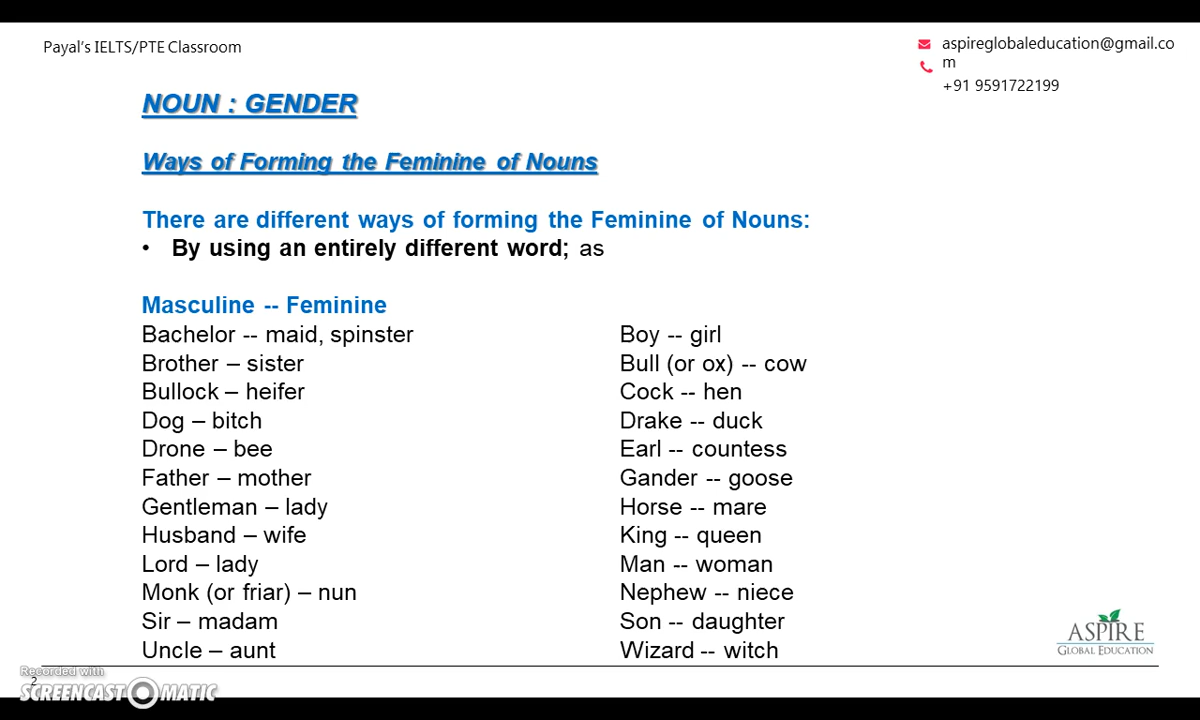 Payal's IELTS/PTE Classroom
aspireglobaleducation@gmail.co
m
+91 9591722199
NOUN : GENDER
Ways of Forming the Feminine of Nouns
There are different ways of forming the Feminine of Nouns:
• By using an entirely different word; as
Masculine -- Feminine
Bachelor -- maid, spinster
Brother – sister
Bullock – heifer
Dog – bitch
Drone – bee
Father – mother
Gentleman – lady
Husband – wife
Lord – lady
Monk (or friar) – nun
Sir – madam
Uncle – aunt
Boy -- girl
Bull (or ox) -- cow
Cock -- hen
Drake -- duck
Earl -- countess
Gander -- goose
Horse -- mare
King -- queen
Man -- woman
Nephew -- niece
Son -- daughter
Wizard -- witch
ASPIRE
GLOBAL EDUCATION
Recorded with
2
SCREENCAST MATIC